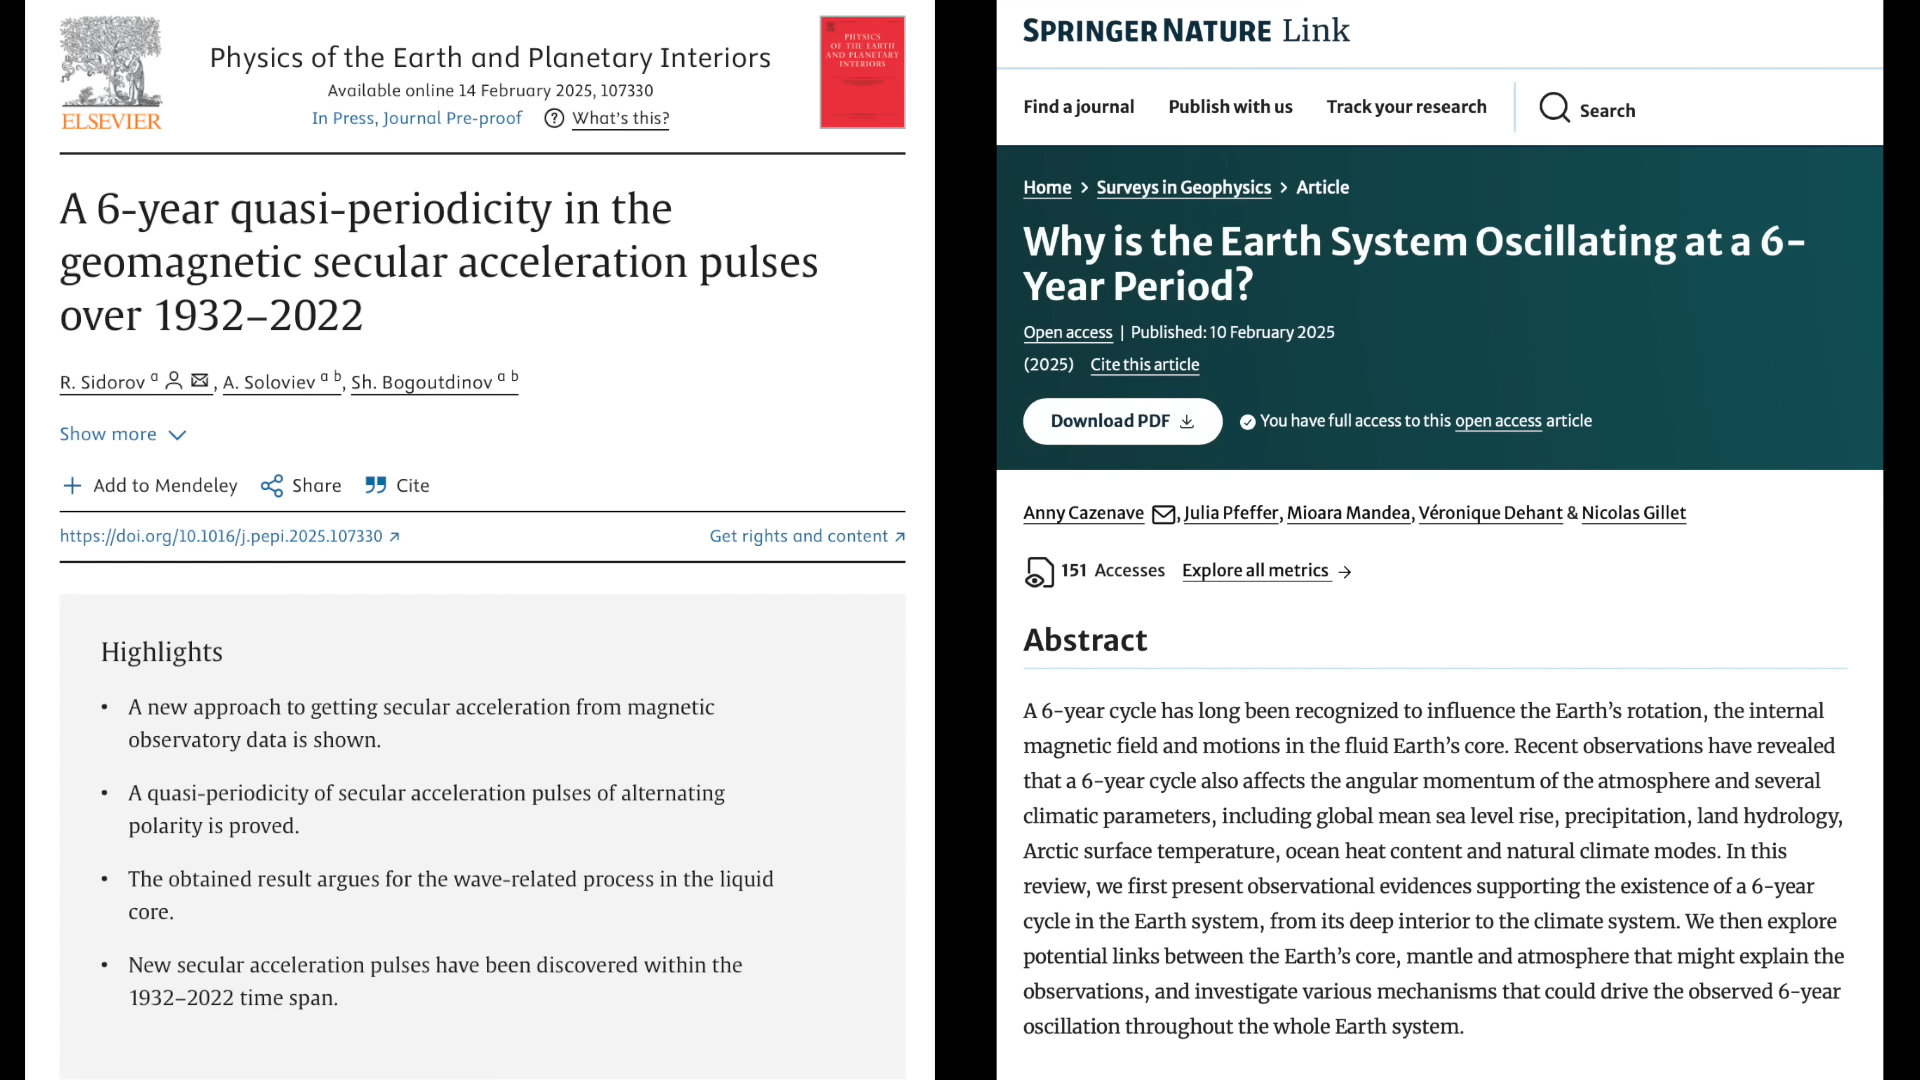 ELSEVIER
Physics of the Earth and Planetary Interiors
Available online 14 February 2025, 107330
In Press, Journal Pre-proof ? What's this?
PHYSICS
OF THE EARTH
AND PLANETARY
INTERIORS
A 6-year quasi-periodicity in the
geomagnetic secular acceleration pulses
over 1932–2022
R. Sidorov a, A. Soloviev a b, Sh. Bogoutdinov a b
Show more
+ Add to Mendeley Share Cite
https://doi.org/10.1016/j.pepi.2025.107330 ↗ Get rights and content ↗
Highlights
• A new approach to getting secular acceleration from magnetic
observatory data is shown.
• A quasi-periodicity of secular acceleration pulses of alternating
polarity is proved.
• The obtained result argues for the wave-related process in the liquid
core.
• New secular acceleration pulses have been discovered within the
1932–2022 time span.
SPRINGER NATURE Link
Find a journal Publish with us Track your research Search
Home > Surveys in Geophysics > Article
Why is the Earth System Oscillating at a 6-
Year Period?
Open access | Published: 10 February 2025
(2025) Cite this article
Download PDF You have full access to this open access article
Anny Cazenave, Julia Pfeffer, Mioara Mandea, Véronique Dehant & Nicolas Gillet
151 Accesses Explore all metrics →
Abstract
A 6-year cycle has long been recognized to influence the Earth's rotation, the internal
magnetic field and motions in the fluid Earth's core. Recent observations have revealed
that a 6-year cycle also affects the angular momentum of the atmosphere and several
climatic parameters, including global mean sea level rise, precipitation, land hydrology,
Arctic surface temperature, ocean heat content and natural climate modes. In this
review, we first present observational evidences supporting the existence of a 6-year
cycle in the Earth system, from its deep interior to the climate system. We then explore
potential links between the Earth's core, mantle and atmosphere that might explain the
observations, and investigate various mechanisms that could drive the observed 6-year
oscillation throughout the whole Earth system.